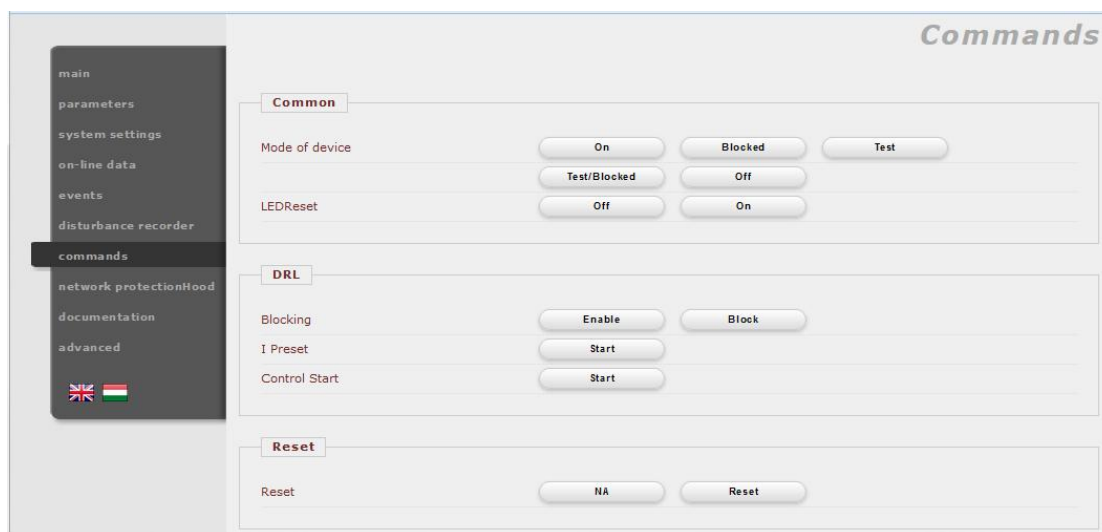 Commands
main
parameters
system settings
on-line data
events
disturbance recorder
commands
network protectionHood
documentation
advanced
Common
Mode of device On Blocked Test
Test/Blocked Off
LEDReset Off On
DRL
Blocking Enable Block
I Preset Start
Control Start Start
Reset
Reset NA Reset